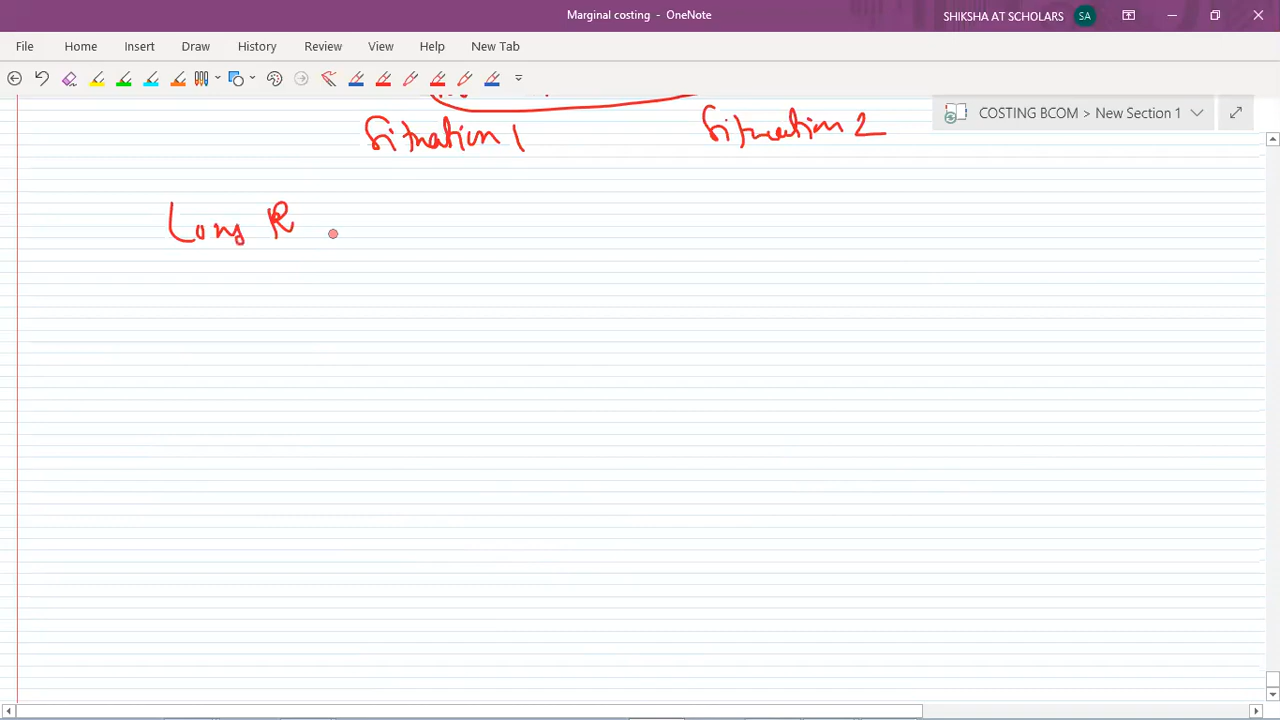 Marginal costing - OneNote
SHIKSHA AT SCHOLARS SA
File Home Insert Draw History Review View Help New Tab
COSTING BCOM > New Section 1
Situation 1 Situation 2
Long R